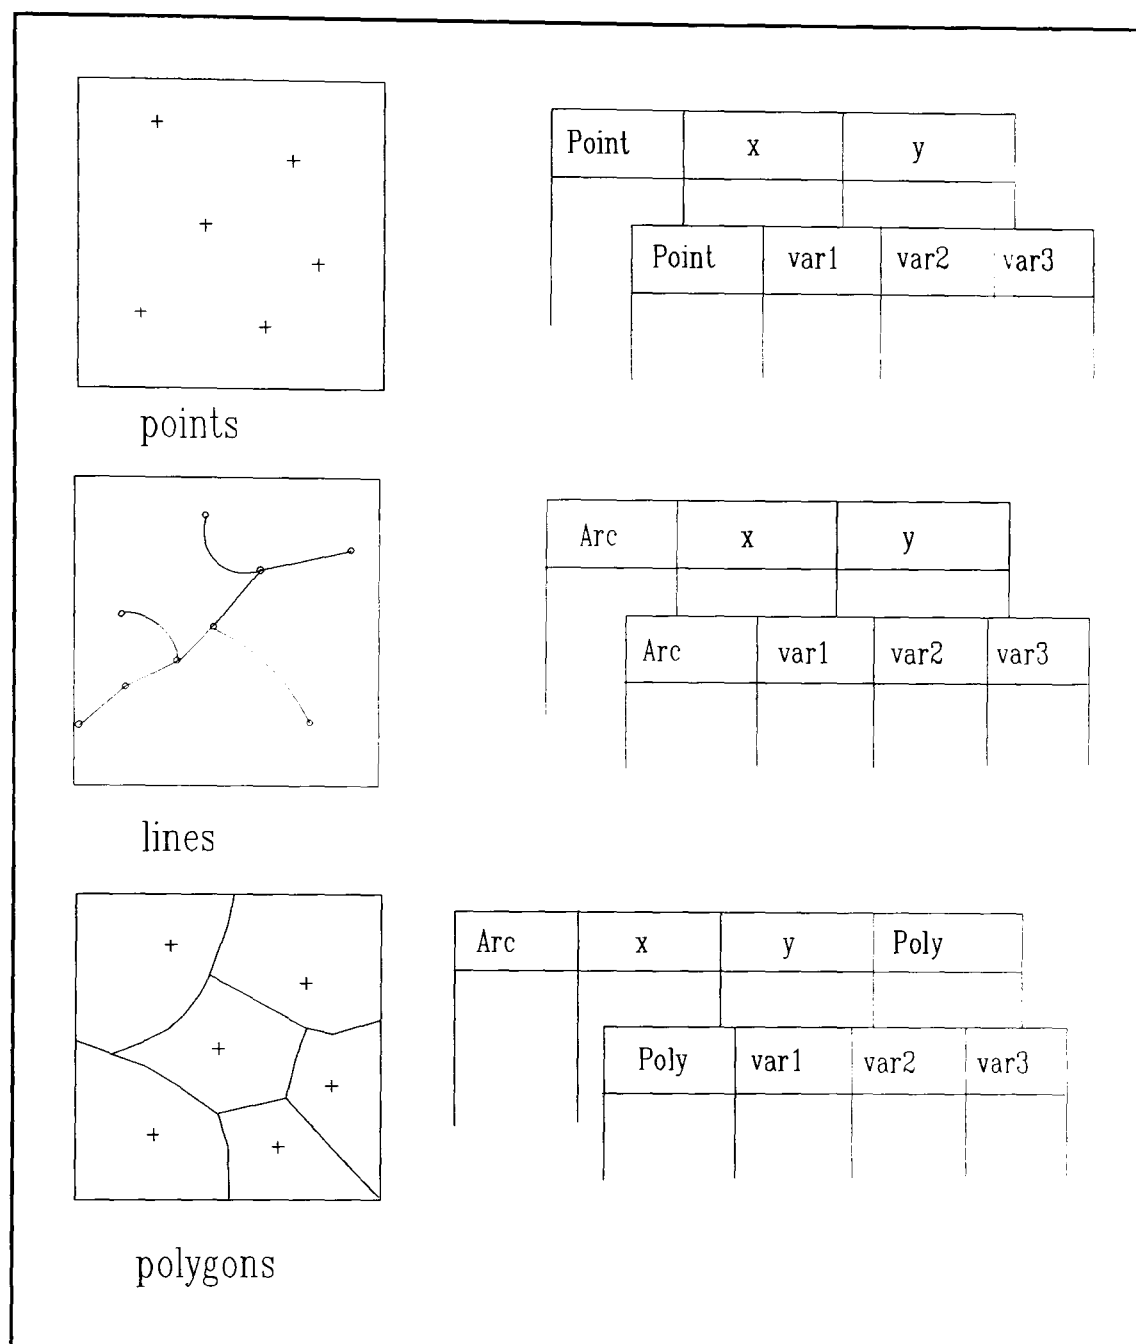 Point x y
Point var1 var2 var3
points
Arc x y
Arc var1 var2 var3
lines
Arc x y Poly
Poly var1 var2 var3
polygons